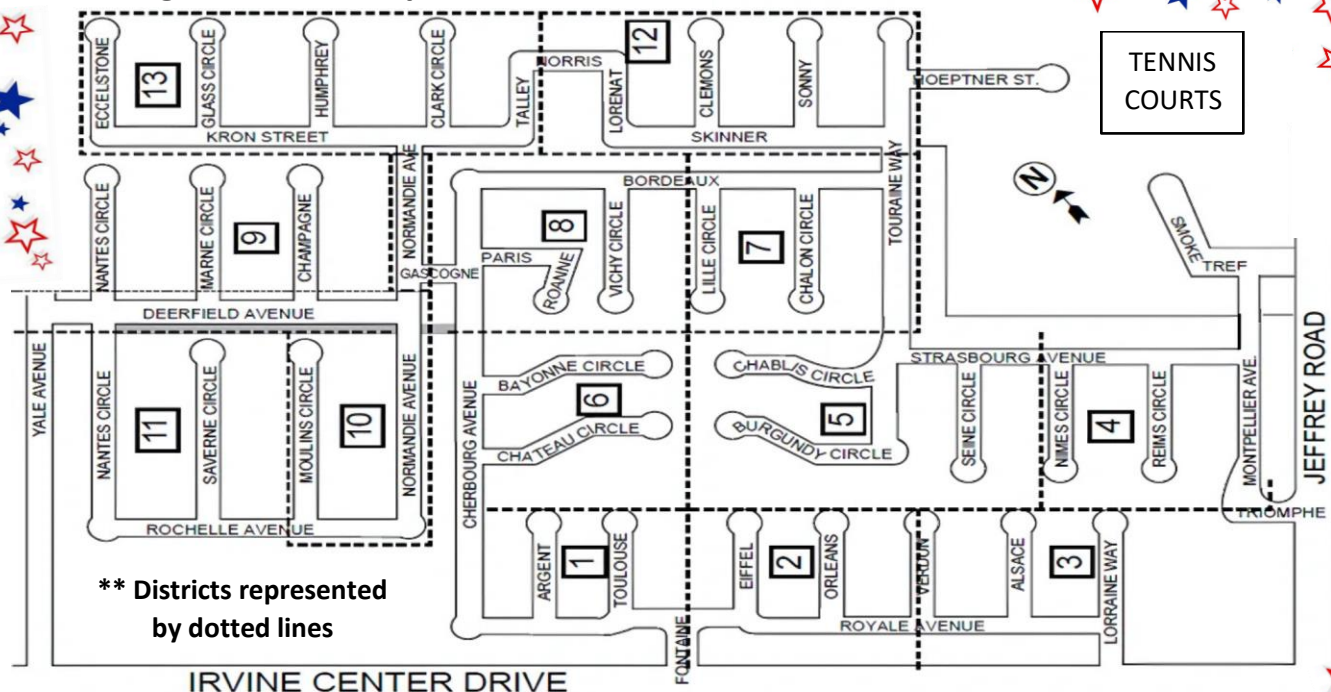 TENNIS
COURTS
ECCELSTONE
13
GLASS CIRCLE
HUMPHREY
CLARK CIRCLE
TALLEY
NORRIS
LORENAT
12
CLEMONS
SONNY
HOEPTNER ST.
KRON STREET
SKINNER
NORMANDIE AVE
TOURAINE WAY
BORDEAUX
N
NANTES CIRCLE
MARNE CIRCLE
9
CHAMPAGNE
GASCOGNE
PARIS
8
ROANNE
VICHY CIRCLE
LILLE CIRCLE
7
CHALON CIRCLE
SMOKE
TREF
DEERFIELD AVENUE
YALE AVENUE
NANTES CIRCLE
11
SAVERNE CIRCLE
MOULINS CIRCLE
10
NORMANDIE AVENUE
CHERBOURG AVENUE
BAYONNE CIRCLE
6
CHATEAU CIRCLE
CHABLIS CIRCLE
5
BURGUNDY CIRCLE
STRASBOURG AVENUE
SEINE CIRCLE
NIMES CIRCLE
4
REIMS CIRCLE
MONTPELLIER AVE.
JEFFREY ROAD
TRIOMPHE
ROCHELLE AVENUE
ARGENT
1
TOULOUSE
EIFFEL
2
ORLEANS
VERDUN
ALSACE
3
LORRAINE WAY
ROYALE AVENUE
FONTAINE
** Districts represented
by dotted lines
IRVINE CENTER DRIVE